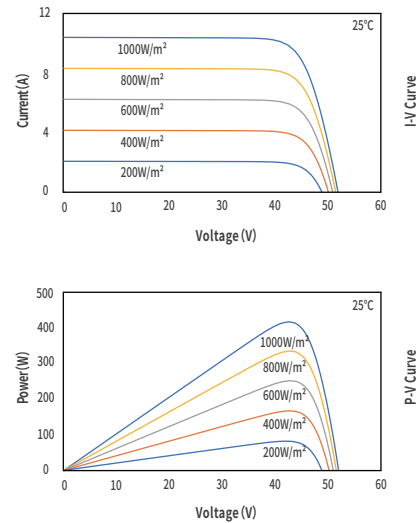 12
8
4
0
Current(A)
25℃
1000W/m²
800W/m²
600W/m²
400W/m²
200W/m²
0 10 20 30 40 50 60
Voltage(V)
I-V Curve
500
400
300
200
100
0
Power(W)
25℃
1000W/m²
800W/m²
600W/m²
400W/m²
200W/m²
0 10 20 30 40 50 60
Voltage(V)
P-V Curve